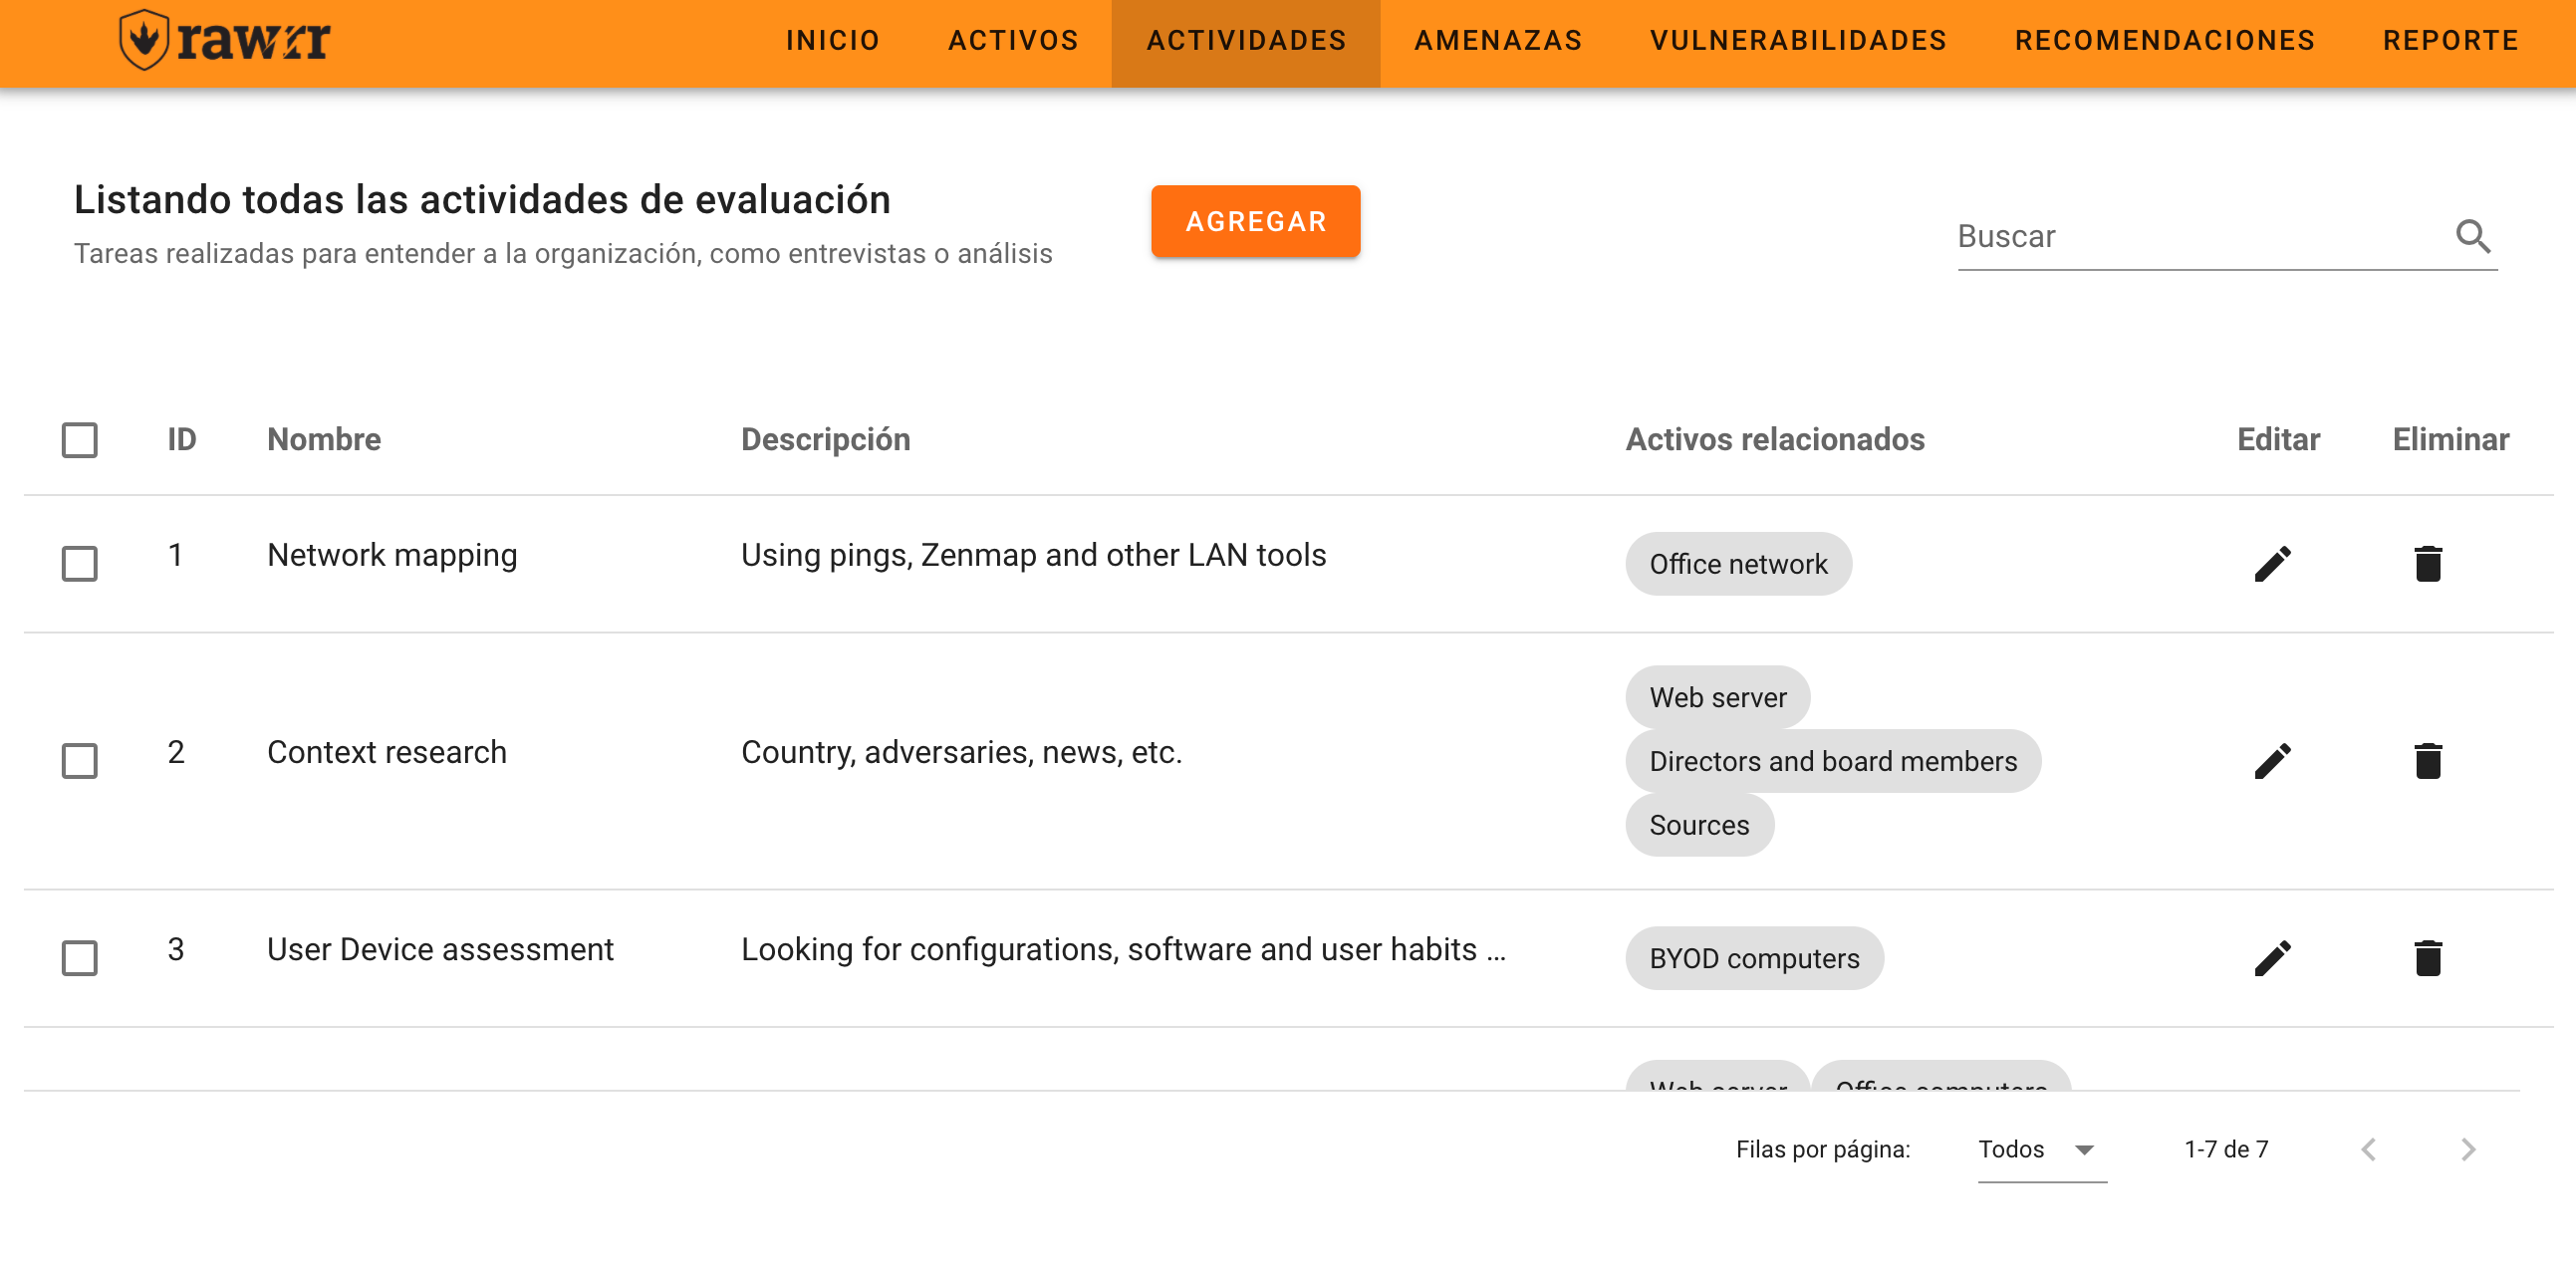 rawrr
INICIO ACTIVOS ACTIVIDADES AMENAZAS VULNERABILIDADES RECOMENDACIONES REPORTE
Listando todas las actividades de evaluación
Tareas realizadas para entender a la organización, como entrevistas o análisis
AGREGAR
Buscar
ID Nombre Descripción Activos relacionados Editar Eliminar
1 Network mapping Using pings, Zenmap and other LAN tools Office network
2 Context research Country, adversaries, news, etc. Web server
Directors and board members
Sources
3 User Device assessment Looking for configurations, software and user habits ... BYOD computers
Web server Office computers
Filas por página: Todos 1-7 de 7